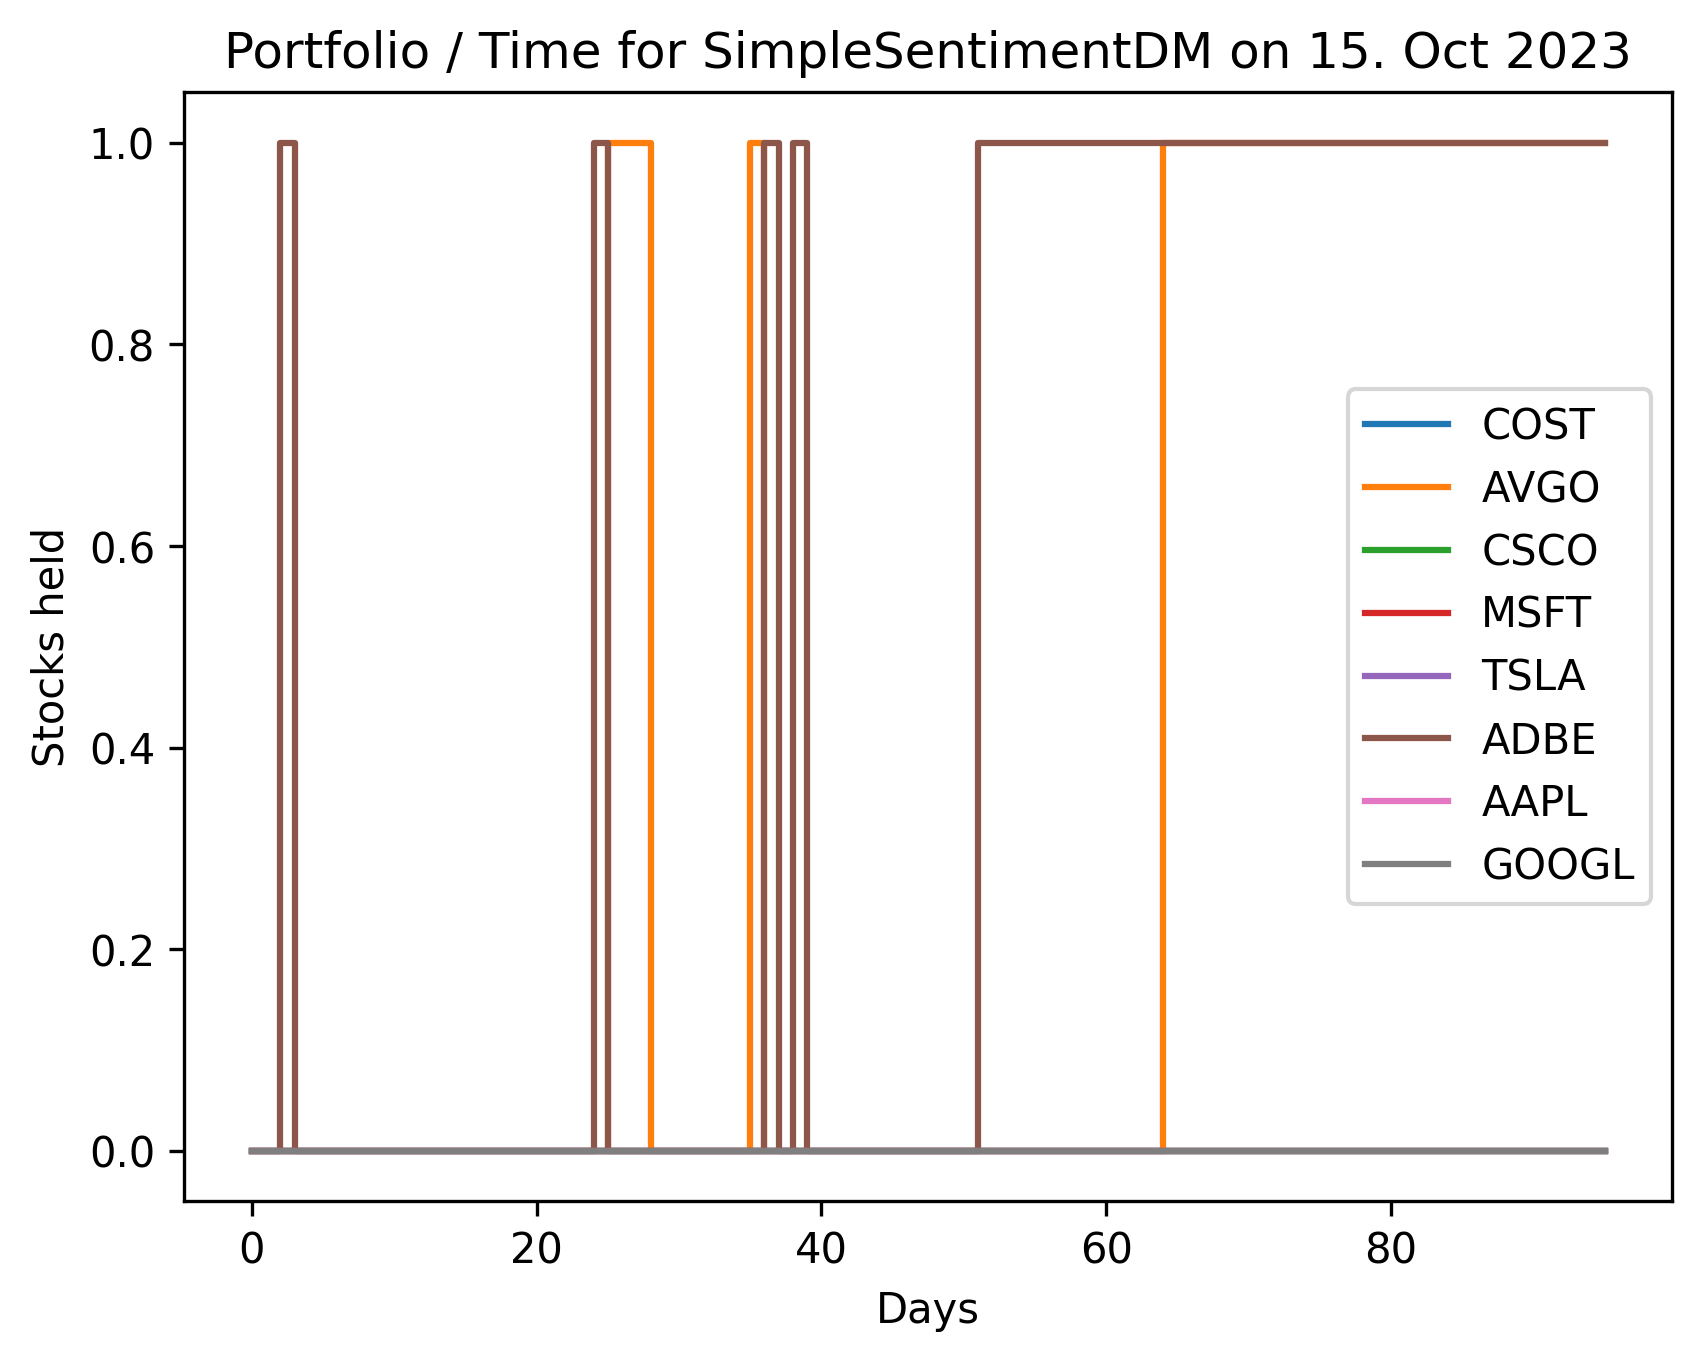 Portfolio / Time for SimpleSentimentDM on 15. Oct 2023
1.0
0.8
0.6
0.4
0.2
0.0
Stocks held
COST
AVGO
CSCO
MSFT
TSLA
ADBE
AAPL
GOOGL
0 20 40 60 80
Days